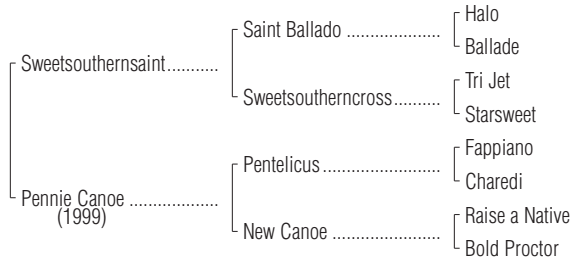 Halo
Saint Ballado ..................
Ballade
Sweetsouthernsaint..........
Tri Jet
Sweetsoutherncross.........
Starsweet
Fappiano
Pentelicus ......................
Charedi
Pennie Canoe .................
(1999)
Raise a Native
New Canoe .....................
Bold Proctor